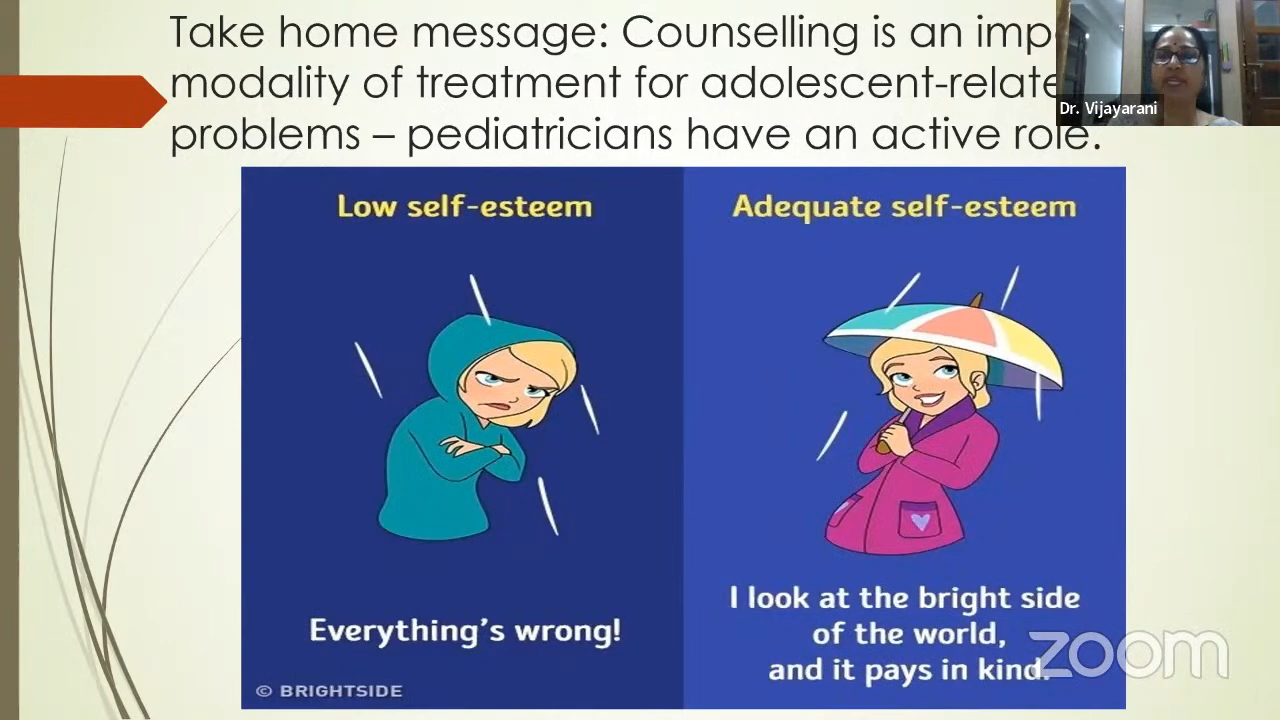 Take home message: Counselling is an imp
modality of treatment for adolescent-relate
problems – pediatricians have an active role.
Dr. Vijayarani
Low self-esteem
Adequate self-esteem
Everything's wrong!
I look at the bright side
of the world,
and it pays in kind.
© BRIGHTSIDE
zoom